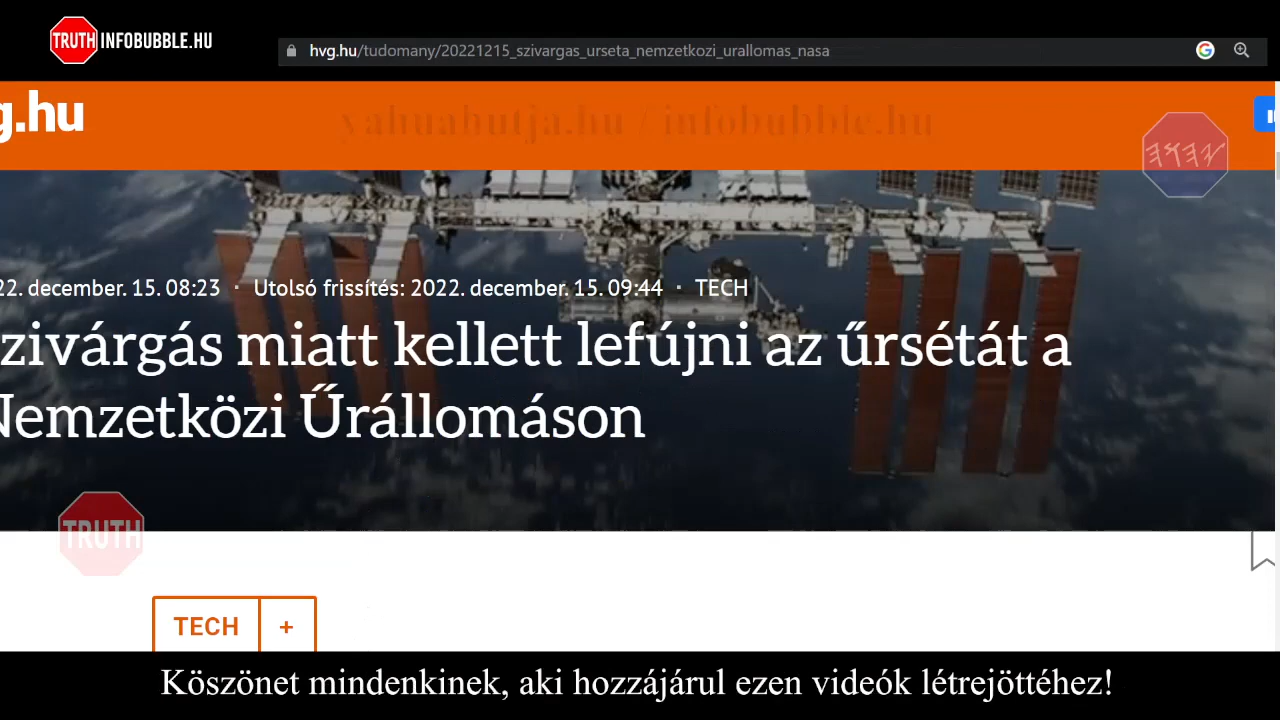 TRUTH INFOBUBBLE.HU
hvg.hu/tudomany/20221215_szivargas_urseta_nemzetkozi_urallomas_nasa
g.hu
yahuahutja.hu / infobubble.hu
22. december. 15. 08:23 · Utolsó frissítés: 2022. december. 15. 09:44 · TECH
zivárgás miatt kellett lefújni az űrsétát a
Nemzetközi Űrállomáson
TRUTH
TECH +
Köszönet mindenkinek, aki hozzájárul ezen videók létrejöttéhez!